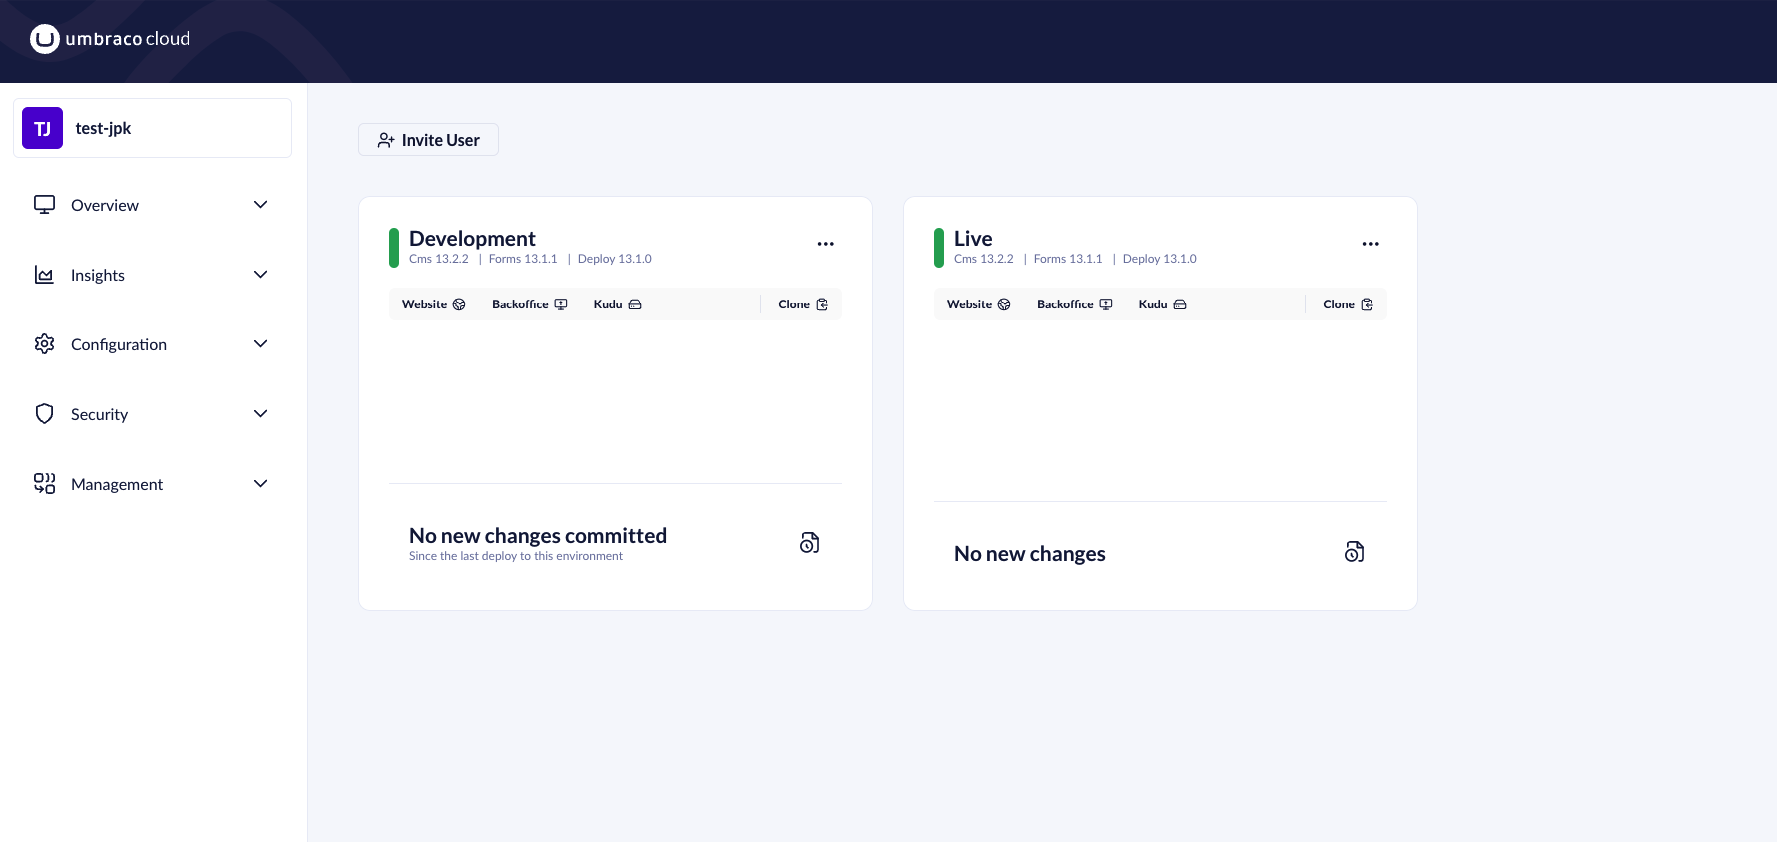 umbraco cloud
TJ
test-jpk
Overview
Insights
Configuration
Security
Management
Invite User
Development
Cms 13.2.2 | Forms 13.1.1 | Deploy 13.1.0
Website Backoffice Kudu Clone
No new changes committed
Since the last deploy to this environment
Live
Cms 13.2.2 | Forms 13.1.1 | Deploy 13.1.0
Website Backoffice Kudu Clone
No new changes